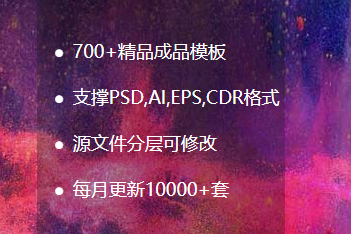 ● 700+精品成品模板
● 支撑PSD,AI,EPS,CDR格式
● 源文件分层可修改
● 每月更新10000+套